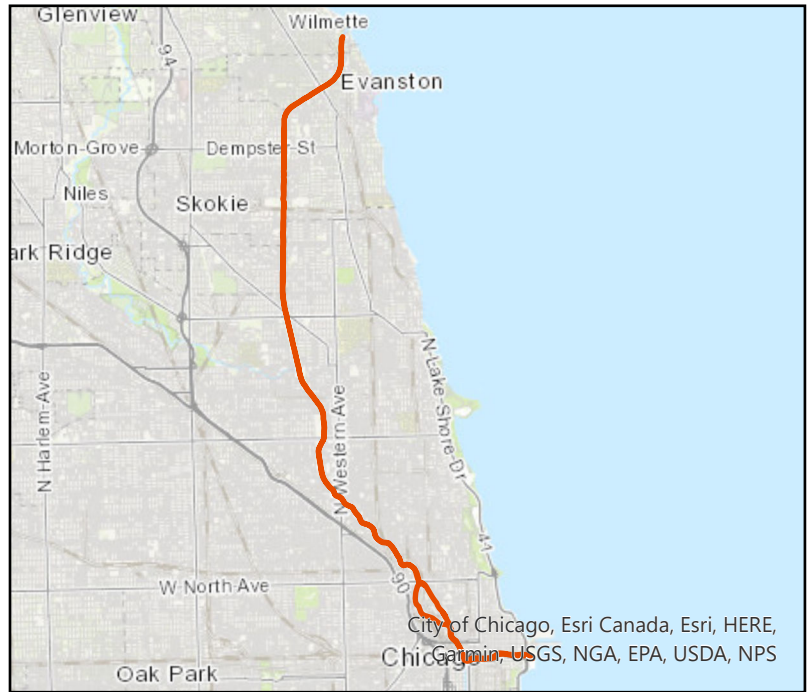 Glenview
Wilmette
94
Evanston
Morton-Grove
Dempster-St
Niles
Skokie
ark Ridge
N-Lake-Shore-Dr
N-Harlem-Ave
N-Western-Ave
41
W-North-Ave
90
City of Chicago, Esri Canada, Esri, HERE,
Garmin, USGS, NGA, EPA, USDA, NPS
Chicago
Oak Park